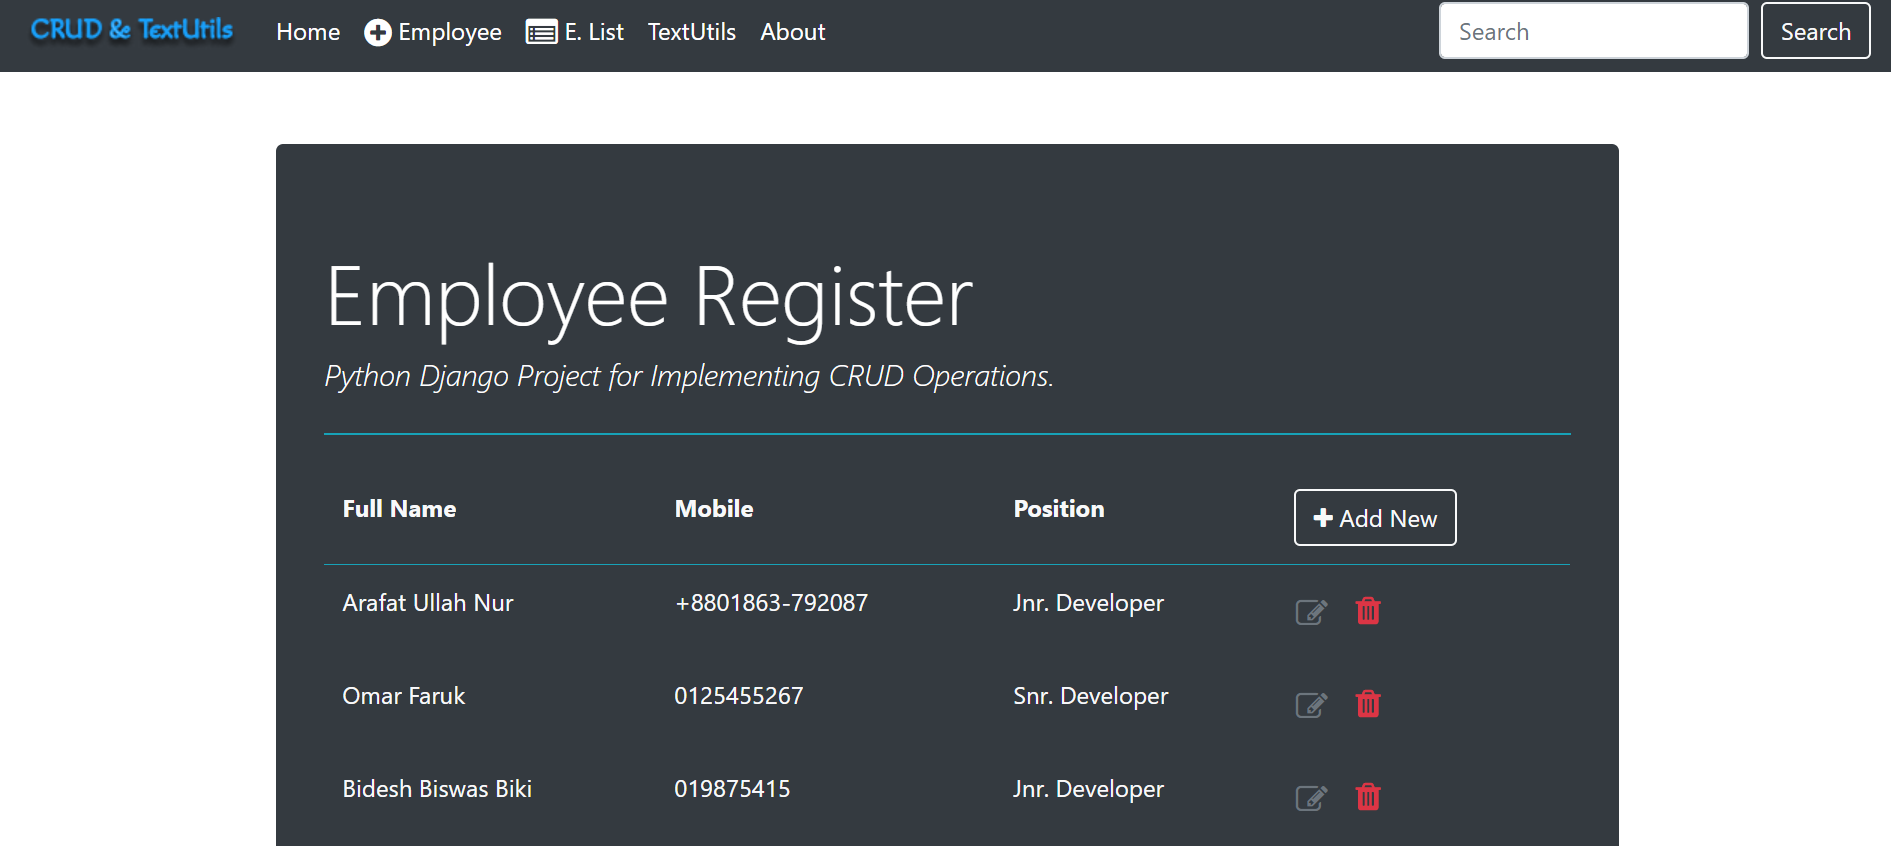 CRUD & TextUtils Home Employee E. List TextUtils About Search Search
Employee Register
Python Django Project for Implementing CRUD Operations.
Full Name Mobile Position Add New
Arafat Ullah Nur +8801863-792087 Jnr. Developer
Omar Faruk 0125455267 Snr. Developer
Bidesh Biswas Biki 019875415 Jnr. Developer